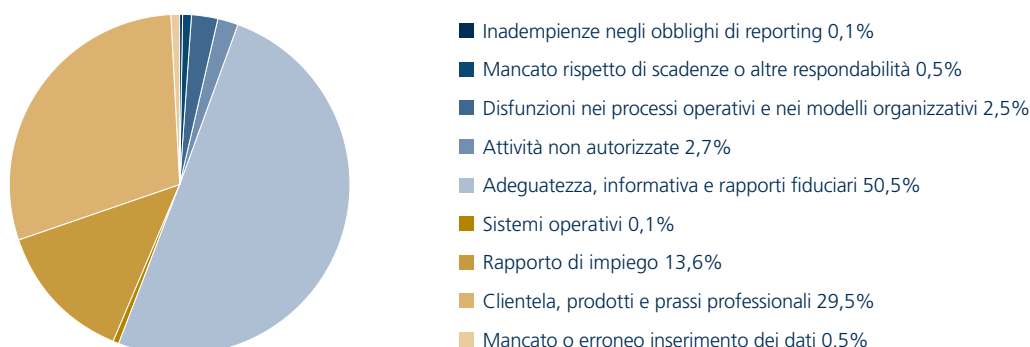 Inadempienze negli obblighi di reporting 0,1%
Mancato rispetto di scadenze o altre respondabilità 0,5%
Disfunzioni nei processi operativi e nei modelli organizzativi 2,5%
Attività non autorizzate 2,7%
Adeguatezza, informativa e rapporti fiduciari 50,5%
Sistemi operativi 0,1%
Rapporto di impiego 13,6%
Clientela, prodotti e prassi professionali 29,5%
Mancato o erroneo inserimento dei dati 0,5%